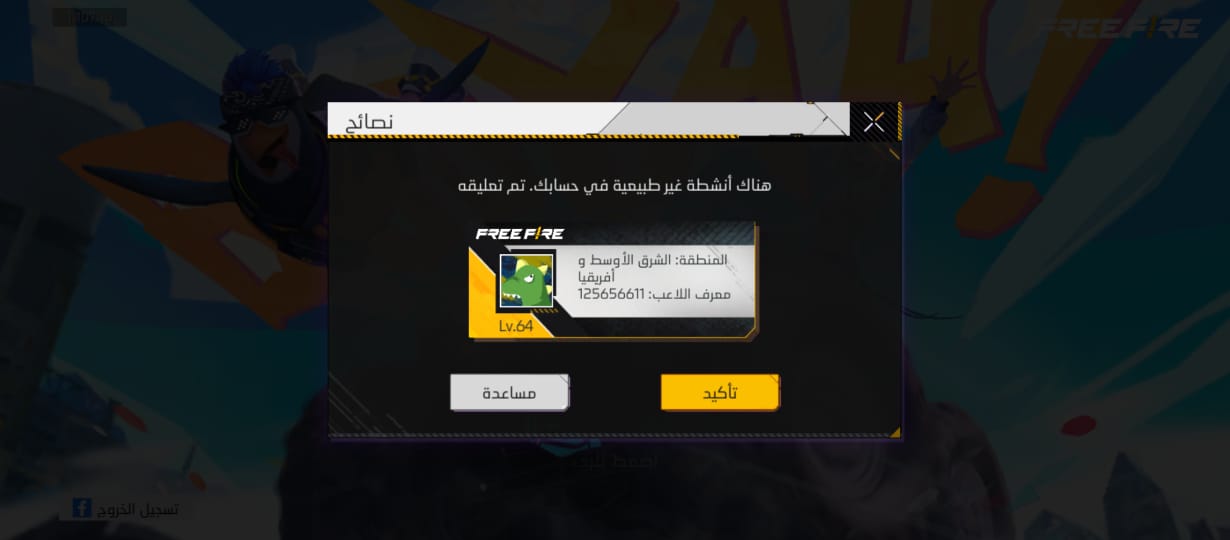 FREE FIRE
نصائح
هناك أنشطة غير طبيعية في حسابك. تم تعليقه
FREE FIRE
المنطقة: الشرق الأوسط و
أفريقيا
معرف اللاعب: 125656611
Lv.64
مساعدة
تأكيد
تسجيل الخروج